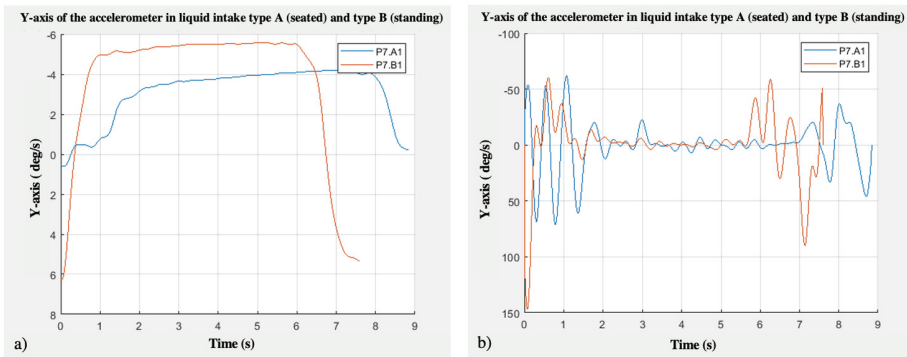 Y-axis of the accelerometer in liquid intake type A (seated) and type B (standing)
-6
-4
-2
0
2
4
6
8
Y-axis ( deg/s)
P7.A1
P7.B1
0 1 2 3 4 5 6 7 8 9
Time (s)
a)
Y-axis of the accelerometer in liquid intake type A (seated) and type B (standing)
-100
-50
0
50
100
150
Y-axis ( deg/s)
P7.A1
P7.B1
0 1 2 3 4 5 6 7 8 9
Time (s)
b)